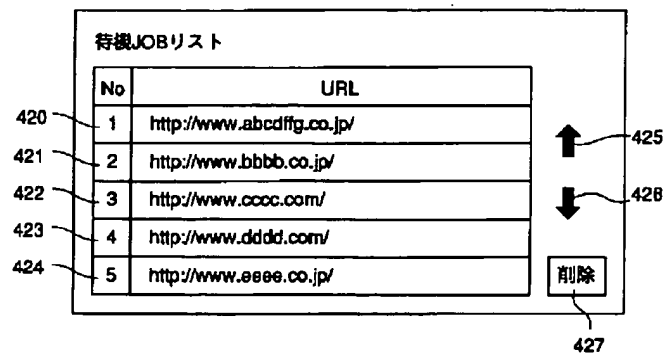 待機JOBリスト
No URL
420 1 http://www.abcdffg.co.jp/
425
421 2 http://www.bbbb.co.jp/
422 3 http://www.cccc.com/
426
423 4 http://www.dddd.com/
424 5 http://www.eeee.co.jp/
削除
427